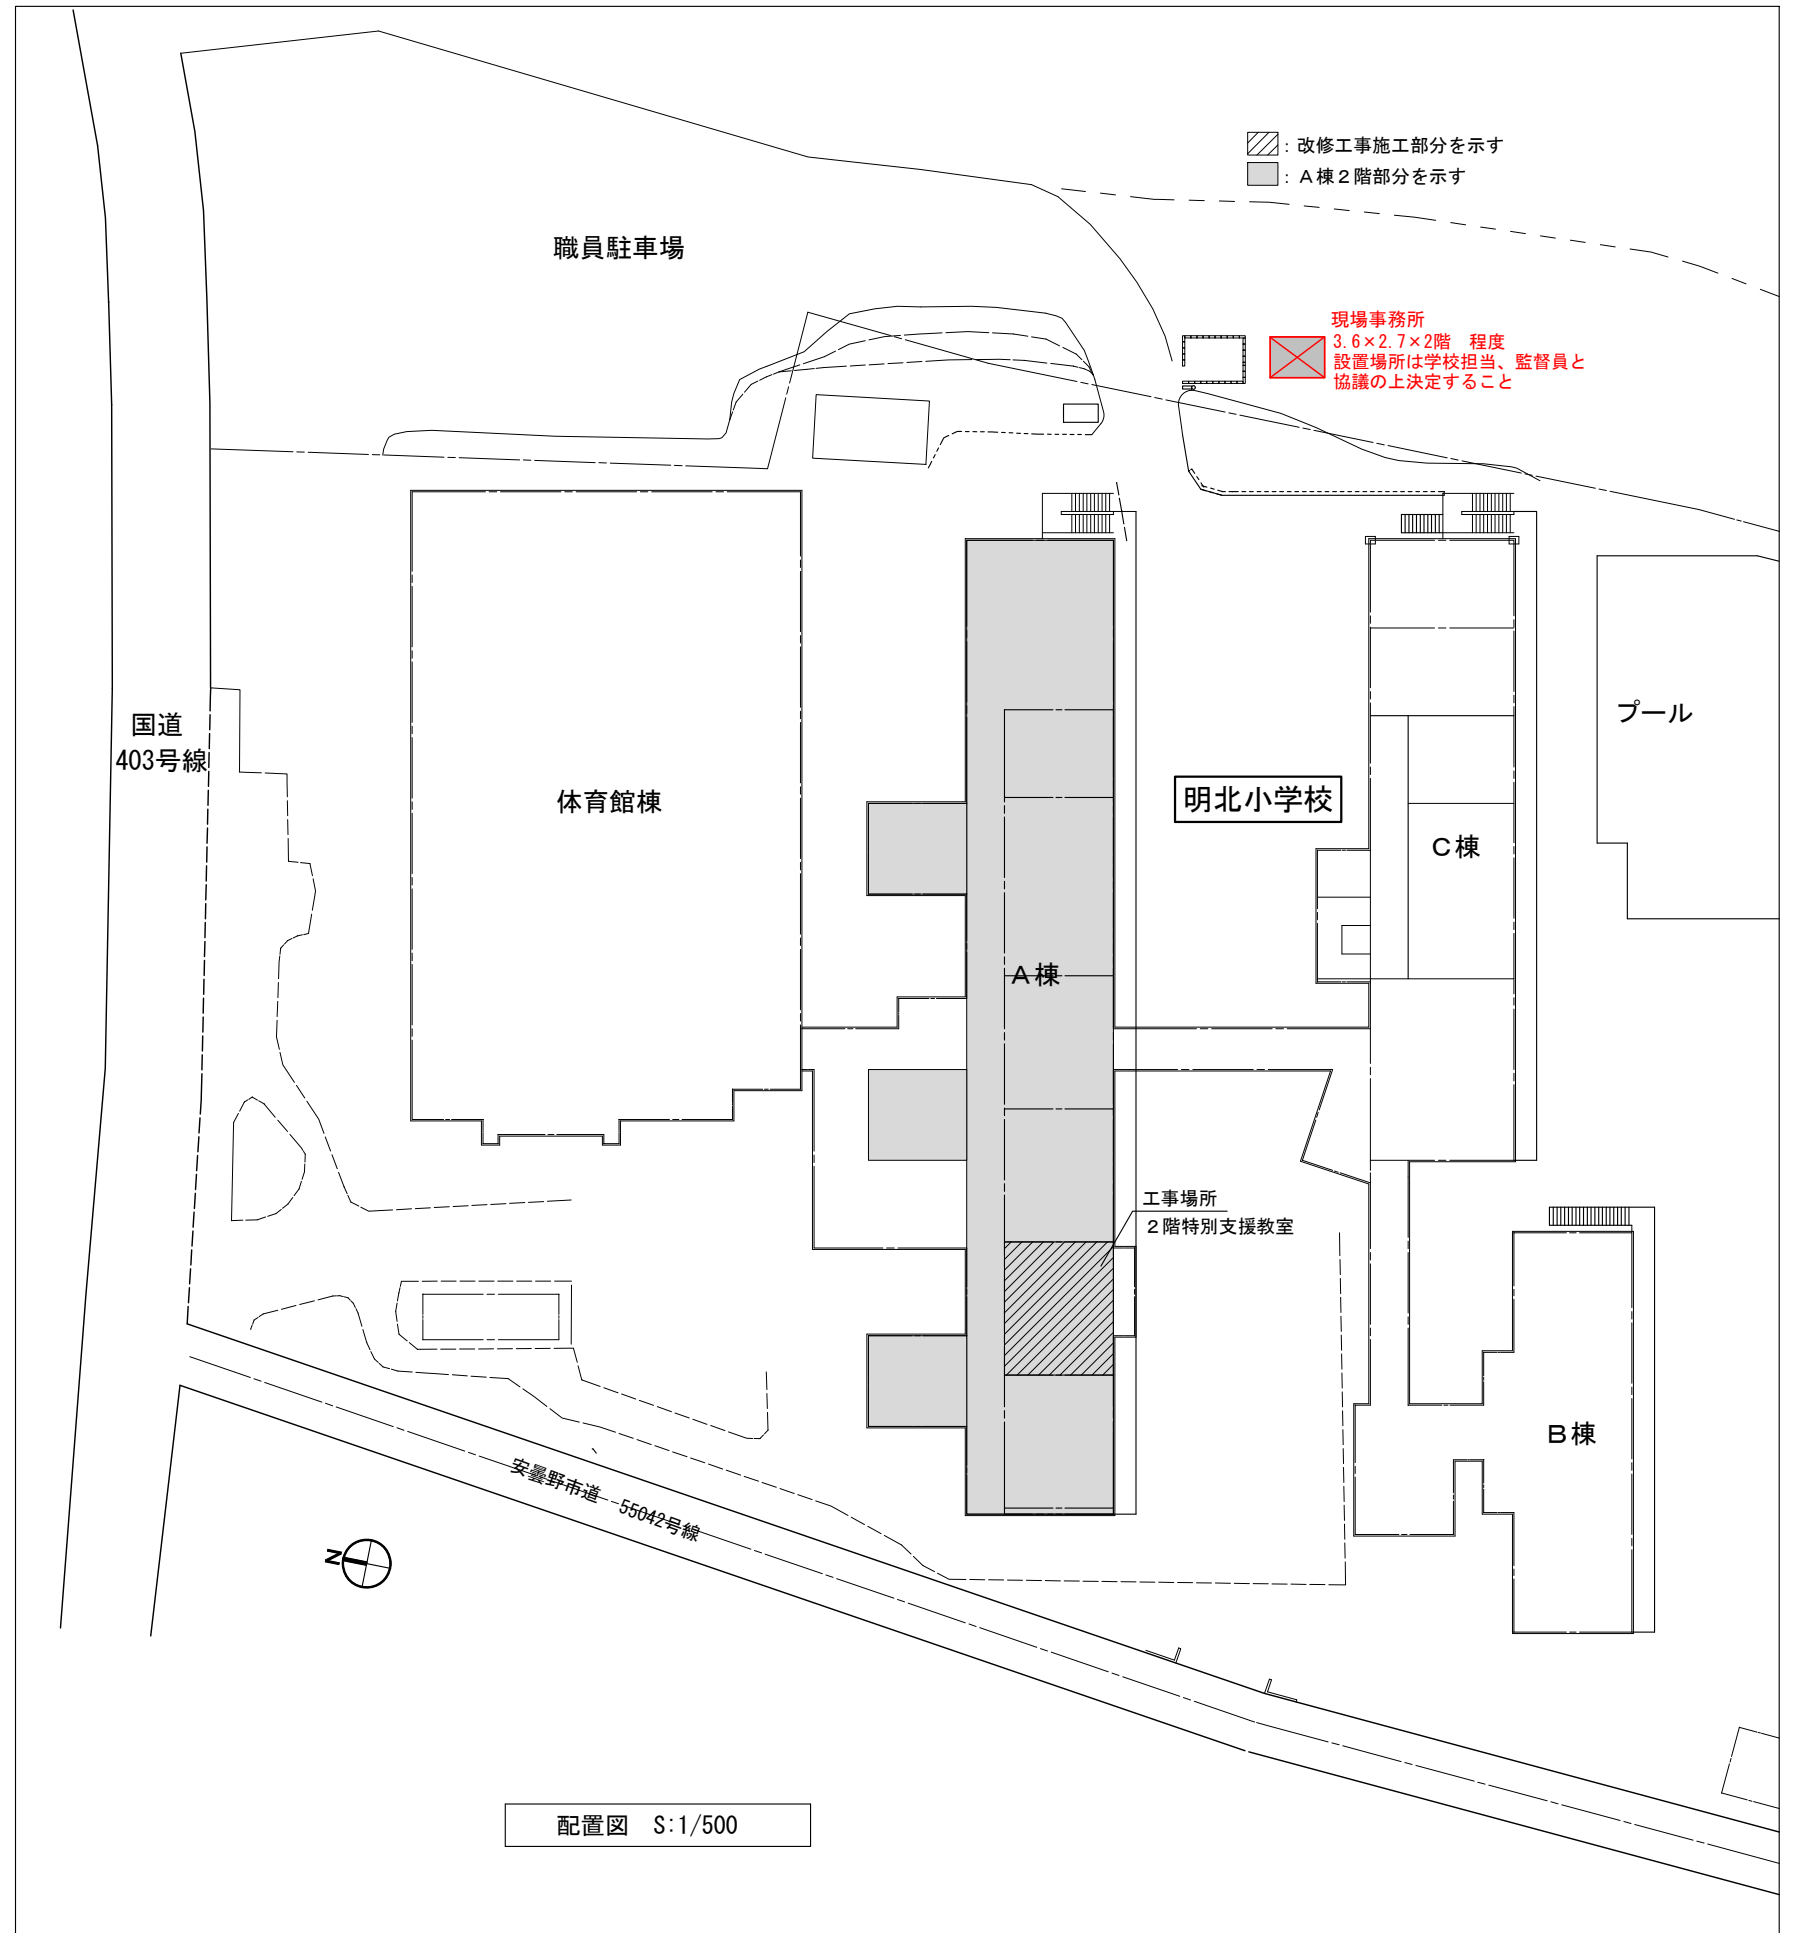 ：改修工事施工部分を示す
：Ａ棟２階部分を示す
職員駐車場
現場事務所
3.6×2.7×2階　程度
設置場所は学校担当、監督員と
協議の上決定すること
国道
403号線
体育館棟
プール
明北小学校
Ｃ棟
Ａ棟
工事場所
２階特別支援教室
Ｂ棟
安曇野市道　55042号線
N
配置図　S:1/500